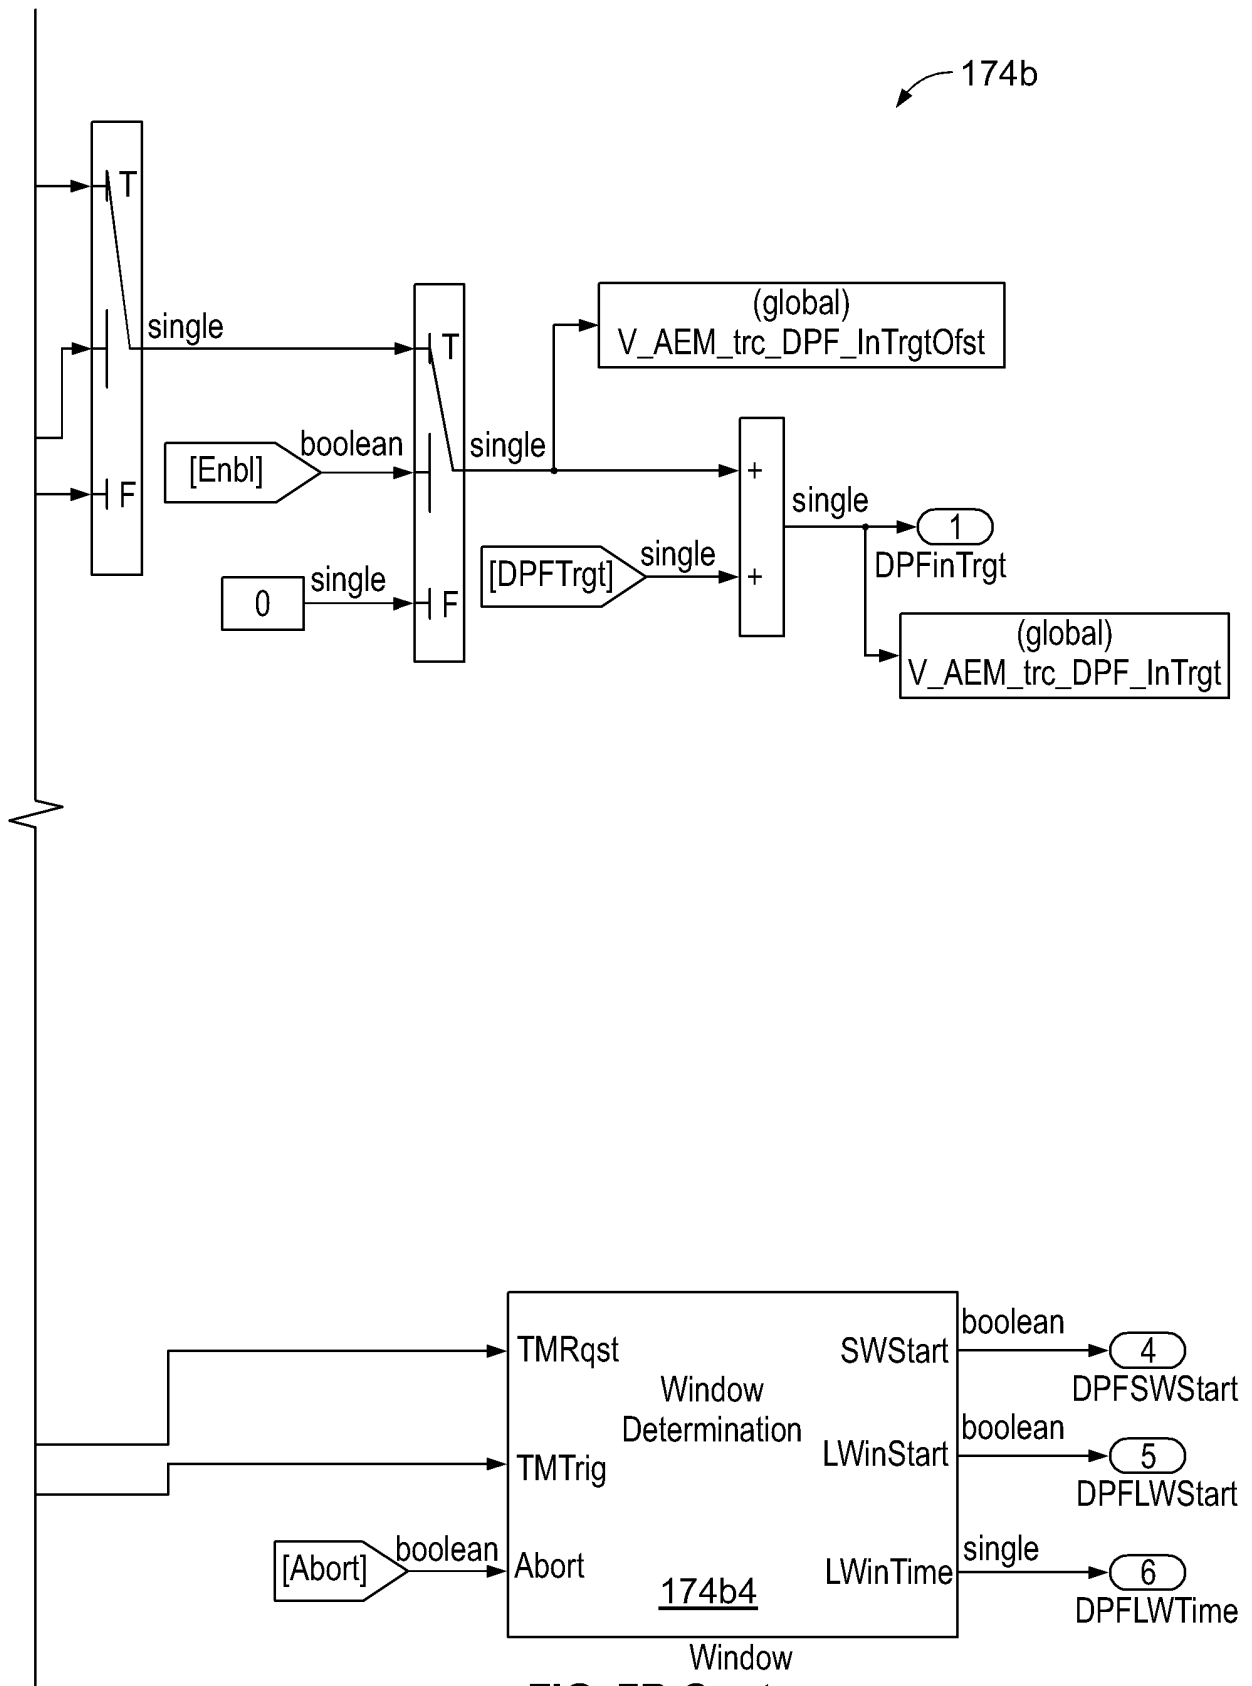 174b
T
single
(global)
V_AEM_trc_DPF_InTrgtOfst
T
boolean
single
[Enbl]
+
F
single
1
DPFinTrgt
single
[DPFTrgt]
single
+
0
F
(global)
V_AEM_trc_DPF_InTrgt
TMRqst
SWStart
boolean
4
DPFSWStart
Window
Determination
LWinStart
boolean
5
DPFLWStart
TMTrig
[Abort]
boolean
Abort
LWinTime
single
6
DPFLWTime
174b4
Window